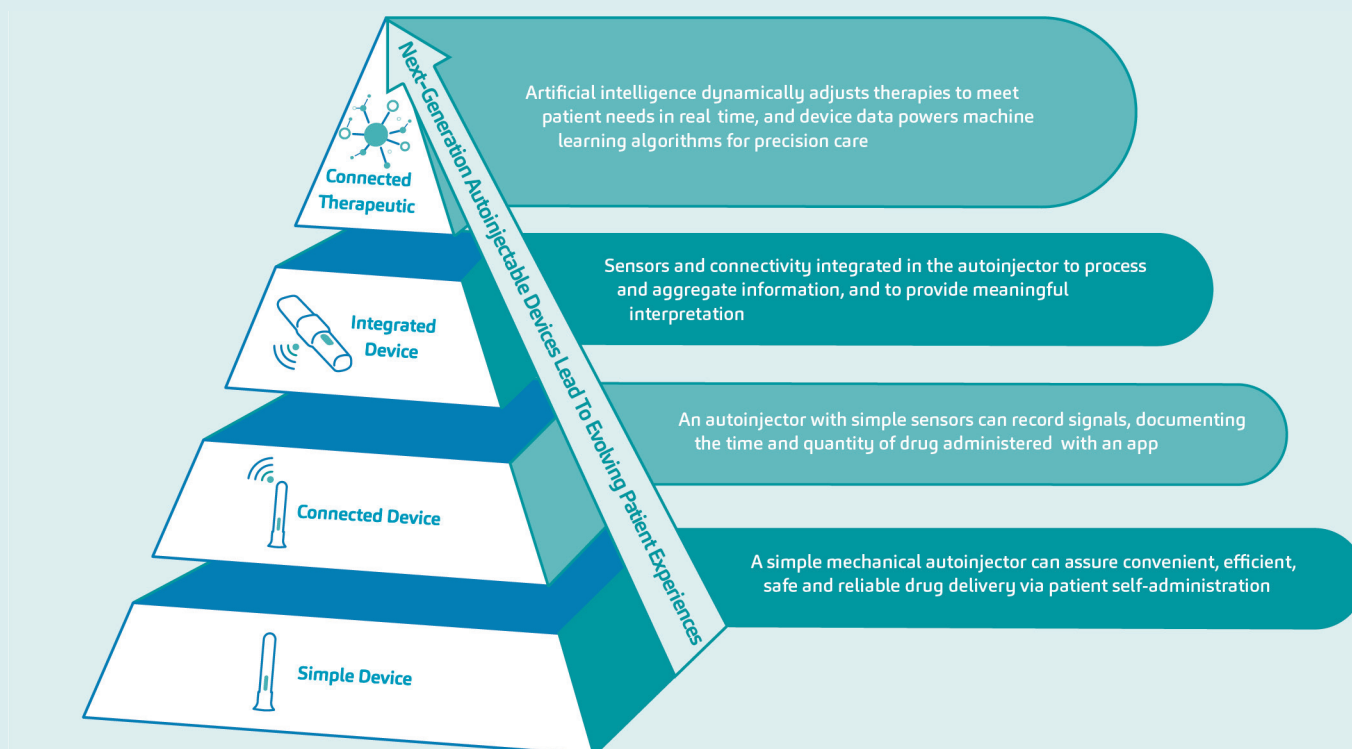 Next-Generation Autoinjectable Devices Lead To Evolving Patient Experiences
Connected
Therapeutic
Artificial intelligence dynamically adjusts therapies to meet
patient needs in real time, and device data powers machine
learning algorithms for precision care
Integrated
Device
Sensors and connectivity integrated in the autoinjector to process
and aggregate information, and to provide meaningful
interpretation
Connected Device
An autoinjector with simple sensors can record signals, documenting
the time and quantity of drug administered with an app
Simple Device
A simple mechanical autoinjector can assure convenient, efficient,
safe and reliable drug delivery via patient self-administration